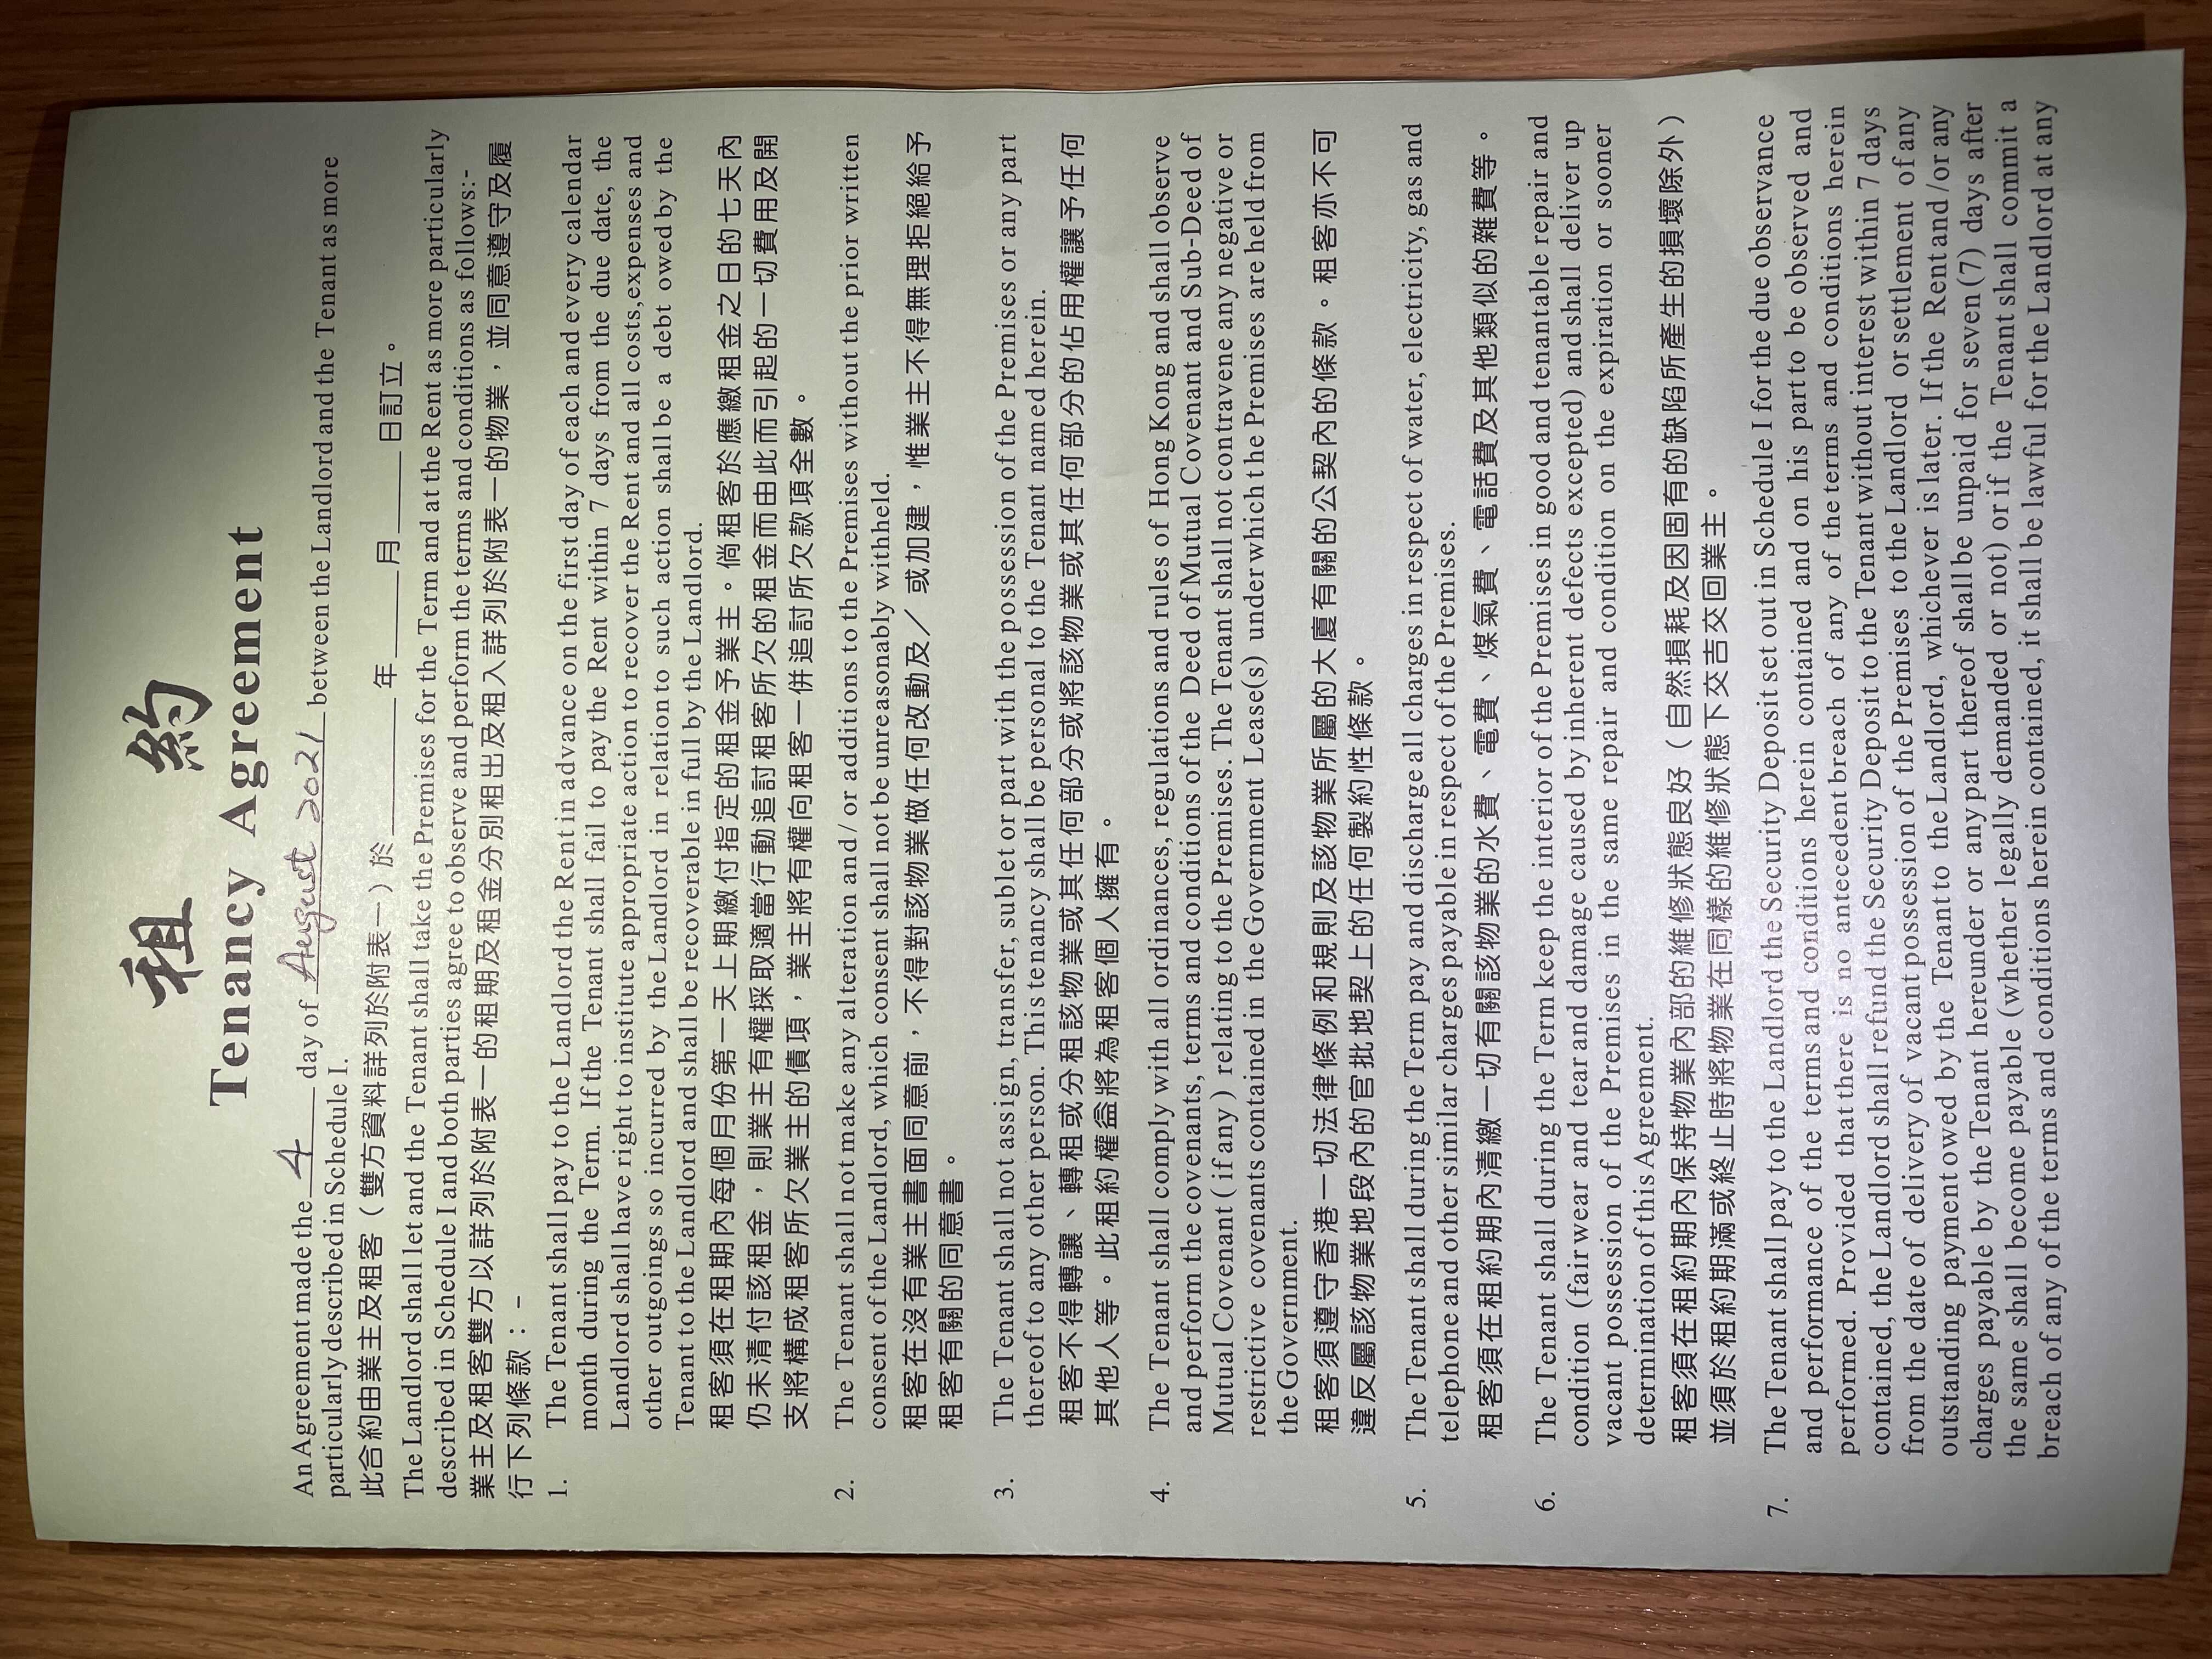 租約
Tenancy Agreement
An Agreement made the 4 day of August 2021 between the Landlord and the Tenant as more
particularly described in Schedule I.
此合約由業主及租客（雙方資料詳列於附表一）於 年 月 日訂立。
The Landlord shall let and the Tenant shall take the Premises for the Term and at the Rent as more particularly
described in Schedule I and both parties agree to observe and perform the terms and conditions as follows:-
業主及租客雙方以詳列於附表一的租期及租金分別租出及租入詳列於附表一的物業，並同意遵守及履
行下列條款：-
1. The Tenant shall pay to the Landlord the Rent in advance on the first day of each and every calendar
month during the Term. If the Tenant shall fail to pay the Rent within 7 days from the due date, the
Landlord shall have right to institute appropriate action to recover the Rent and all costs,expenses and
other outgoings so incurred by the Landlord in relation to such action shall be a debt owed by the
Tenant to the Landlord and shall be recoverable in full by the Landlord.
租客須在租期內每個月份第一天上期繳付指定的租金予業主。倘租客於應繳租金之日的七天內
仍未清付該租金，則業主有權採取適當行動追討租客所欠的租金而由此而引起的一切費用及開
支將構成租客所欠業主的債項，業主將有權向租客一併追討所欠款項全數。
2. The Tenant shall not make any alteration and/ or additions to the Premises without the prior written
consent of the Landlord, which consent shall not be unreasonably withheld.
租客在沒有業主書面同意前，不得對該物業做任何改動及／或加建，惟業主不得無理拒絕給予
租客有關的同意書。
3. The Tenant shall not assign, transfer, sublet or part with the possession of the Premises or any part
thereof to any other person. This tenancy shall be personal to the Tenant named herein.
租客不得轉讓、轉租或分租該物業或其任何部分或將該物業或其任何部分的佔用權讓予任何
其他人等。此租約權益將為租客個人擁有。
4. The Tenant shall comply with all ordinances, regulations and rules of Hong Kong and shall observe
and perform the covenants, terms and conditions of the Deed of Mutual Covenant and Sub-Deed of
Mutual Covenant ( if any ) relating to the Premises. The Tenant shall not contravene any negative or
restrictive covenants contained in the Government Lease(s) under which the Premises are held from
the Government.
租客須遵守香港一切法律條例和規則及該物業所屬的大廈有關的公契內的條款。租客亦不可
違反屬該物業地段內的官批地契上的任何製約性條款。
5. The Tenant shall during the Term pay and discharge all charges in respect of water, electricity, gas and
telephone and other similar charges payable in respect of the Premises.
租客須在租約期內清繳一切有關該物業的水費、電費、煤氣費、電話費及其他類似的雜費等。
6. The Tenant shall during the Term keep the interior of the Premises in good and tenantable repair and
condition (fair wear and tear and damage caused by inherent defects excepted) and shall deliver up
vacant possession of the Premises in the same repair and condition on the expiration or sooner
determination of this Agreement.
租客須在租約期內保持物業內部的維修狀態良好（自然損耗及因固有的缺陷所產生的損壞除外）
並須於租約期滿或終止時將物業在同樣的維修狀態下交吉交回業主。
7. The Tenant shall pay to the Landlord the Security Deposit set out in Schedule I for the due observance
and performance of the terms and conditions herein contained and on his part to be observed and
performed. Provided that there is no antecedent breach of any of the terms and conditions herein
contained, the Landlord shall refund the Security Deposit to the Tenant without interest within 7 days
from the date of delivery of vacant possession of the Premises to the Landlord or settlement of any
outstanding payment owed by the Tenant to the Landlord, whichever is later. If the Rent and /or any
charges payable by the Tenant hereunder or any part thereof shall be unpaid for seven (7) days after
the same shall become payable (whether legally demanded or not) or if the Tenant shall commit a
breach of any of the terms and conditions herein contained, it shall be lawful for the Landlord at any